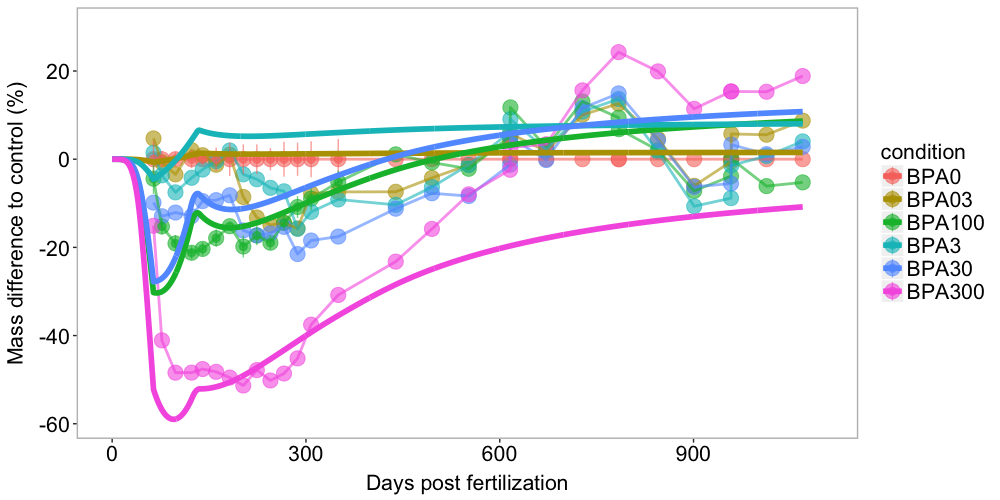 Mass difference to control (%)
20
0
-20
-40
-60
0 300 600 900
Days post fertilization
condition
BPA0
BPA03
BPA100
BPA3
BPA30
BPA300